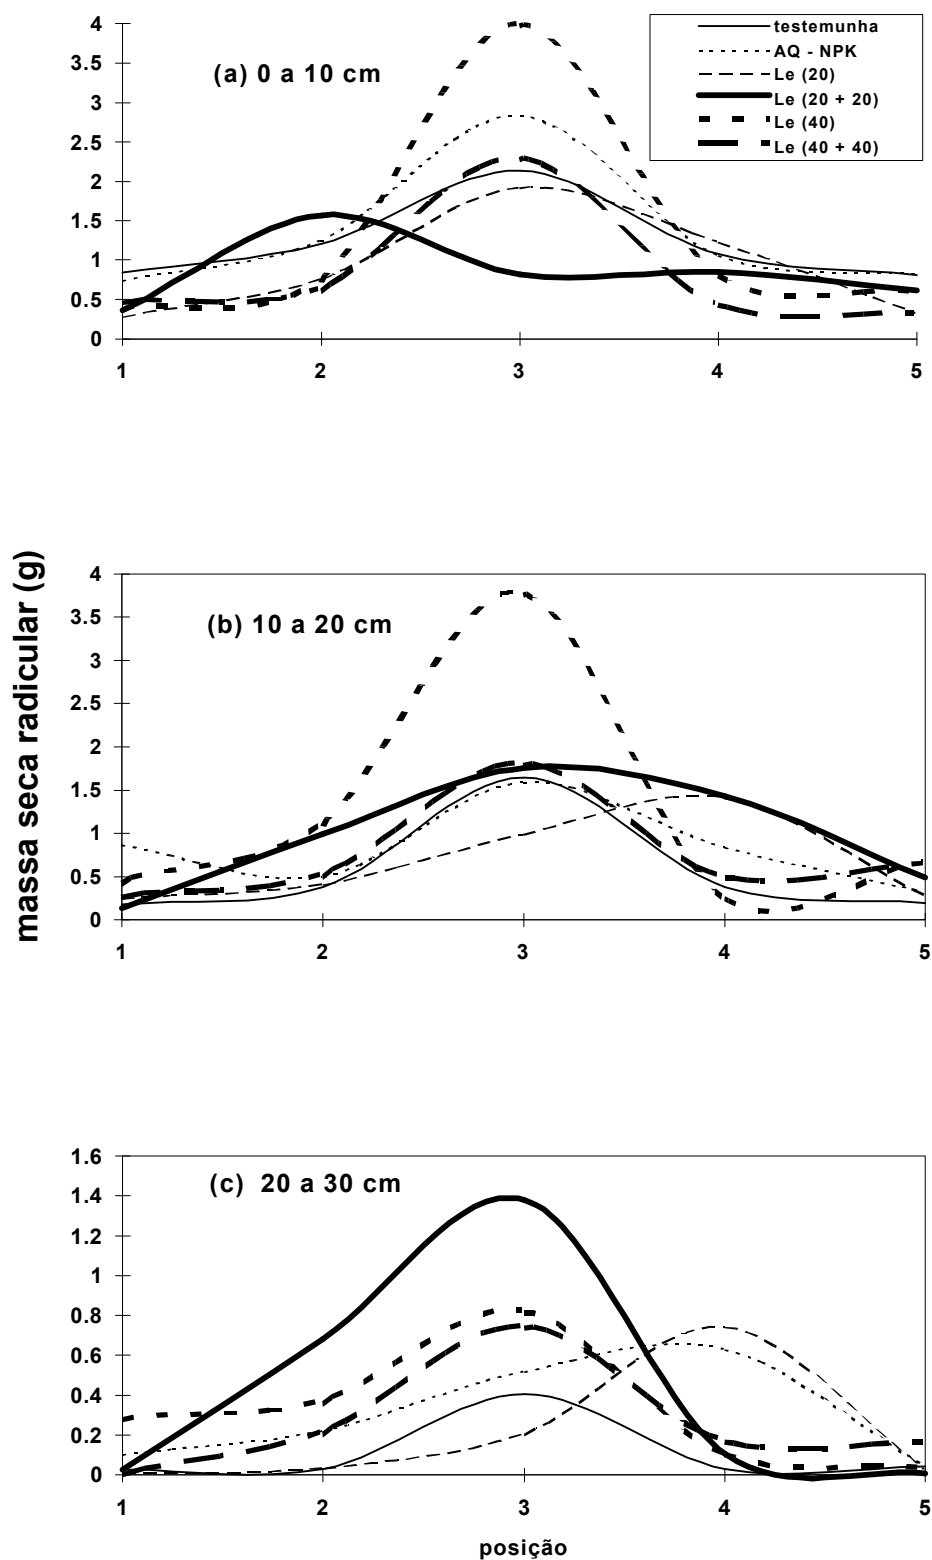 4
3.5
3
2.5
2
1.5
1
0.5
0
(a) 0 a 10 cm
testemunha
AQ - NPK
Le (20)
Le (20 + 20)
Le (40)
Le (40 + 40)
1 2 3 4 5
massa seca radicular (g)
4
3.5
3
2.5
2
1.5
1
0.5
0
(b) 10 a 20 cm
1 2 3 4 5
1.6
1.4
1.2
1
0.8
0.6
0.4
0.2
0
(c) 20 a 30 cm
1 2 3 4 5
posição